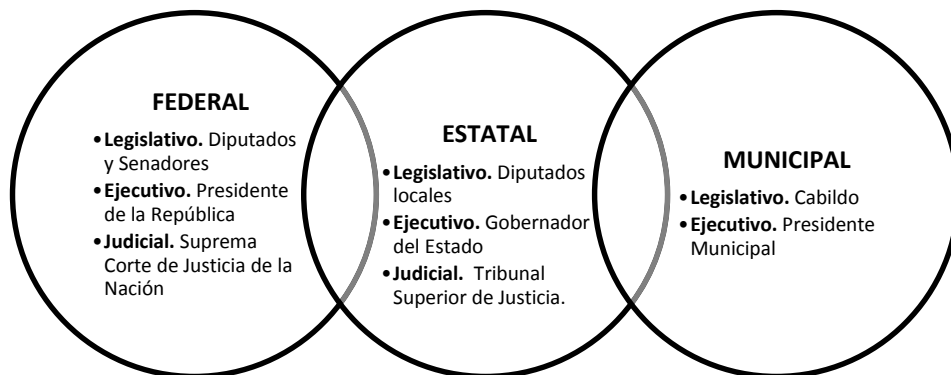 FEDERAL
•Legislativo. Diputados
y Senadores
•Ejecutivo. Presidente
de la República
•Judicial. Suprema
Corte de Justicia de la
Nación
ESTATAL
•Legislativo. Diputados
locales
•Ejecutivo. Gobernador
del Estado
•Judicial.  Tribunal
Superior de Justicia.
MUNICIPAL
•Legislativo. Cabildo
•Ejecutivo. Presidente
Municipal